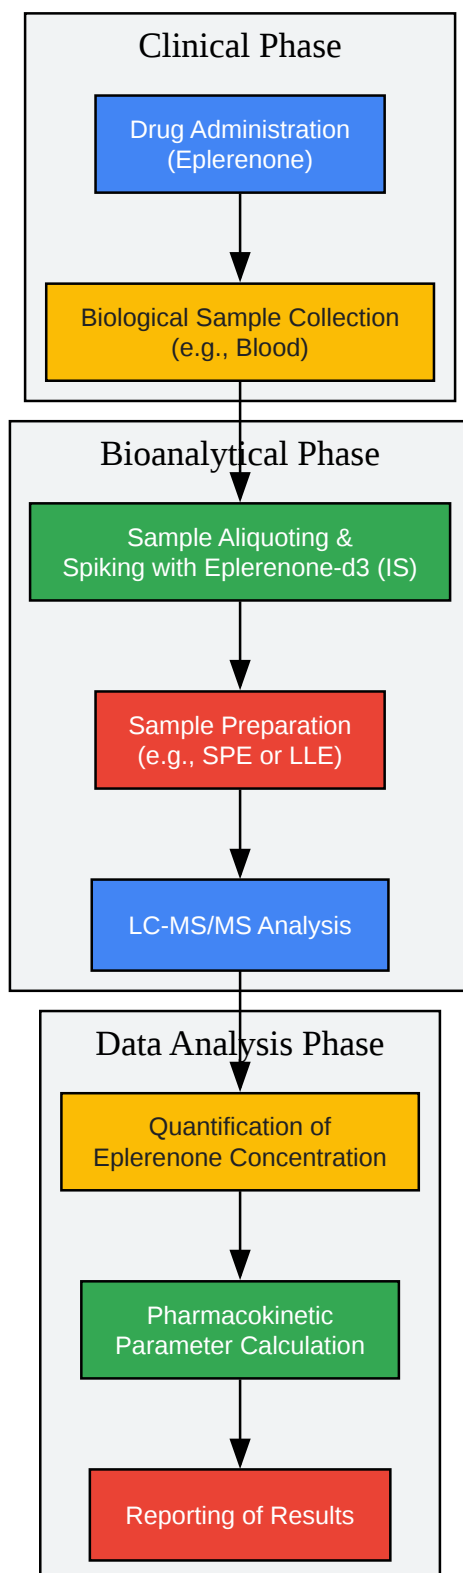 Clinical Phase
Drug Administration
(Eplerenone)
Biological Sample Collection
(e.g., Blood)
Bioanalytical Phase
Sample Aliquoting &
Spiking with Eplerenone-d3 (IS)
Sample Preparation
(e.g., SPE or LLE)
LC-MS/MS Analysis
Data Analysis Phase
Quantification of
Eplerenone Concentration
Pharmacokinetic
Parameter Calculation
Reporting of Results